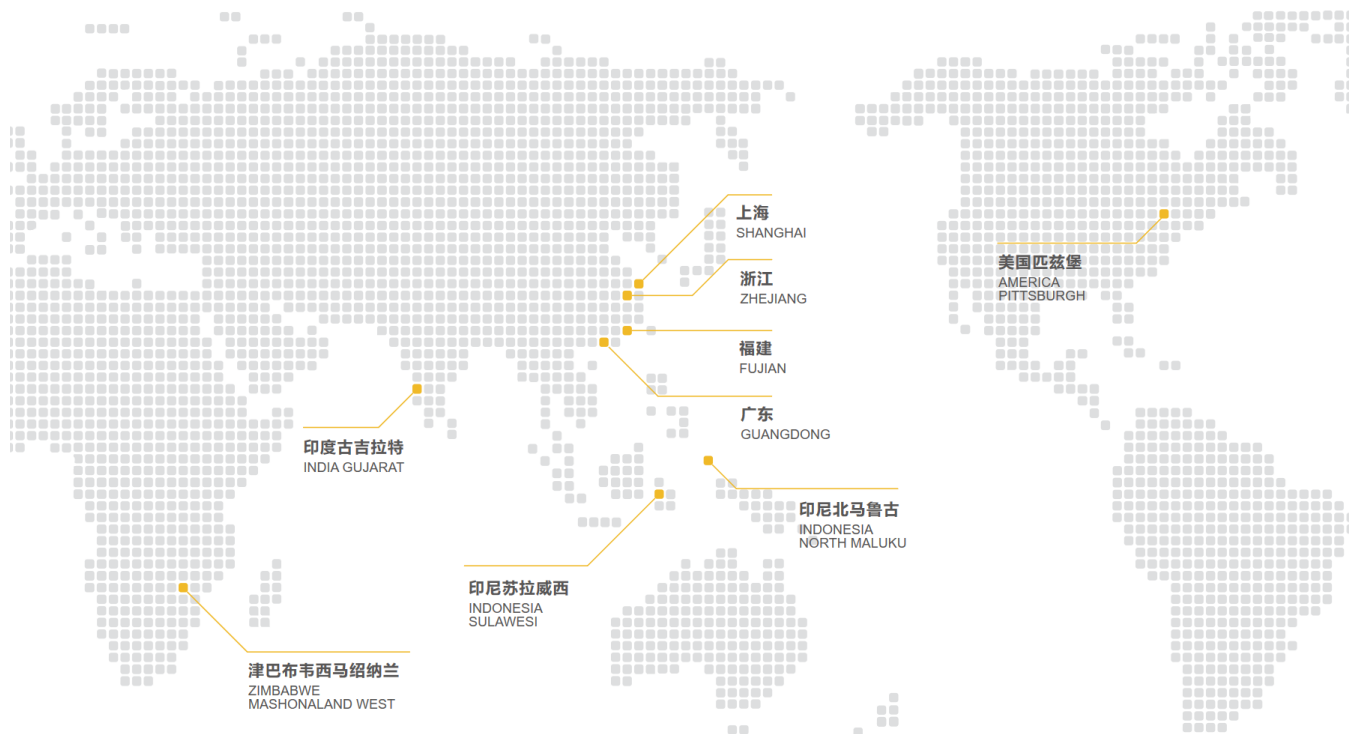 上海
SHANGHAI
浙江
ZHEJIANG
美国匹兹堡
AMERICA
PITTSBURGH
福建
FUJIAN
广东
GUANGDONG
印度古吉拉特
INDIA GUJARAT
印尼北马鲁古
INDONESIA
NORTH MALUKU
印尼苏拉威西
INDONESIA
SULAWESI
津巴布韦西马绍纳兰
ZIMBABWE
MASHONALAND WEST